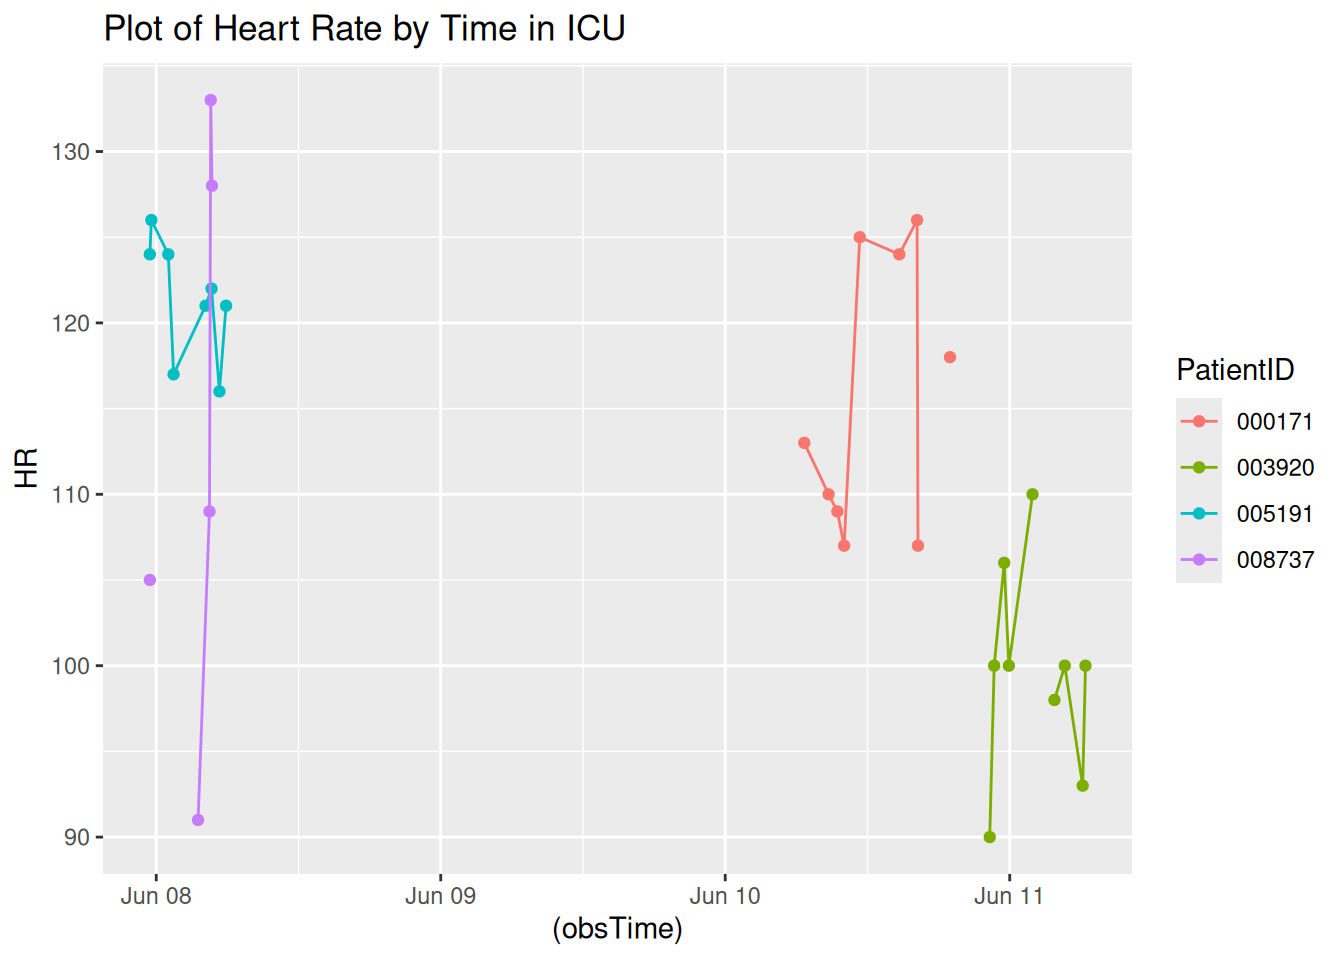 Plot of Heart Rate by Time in ICU
130
120
110
100
90
HR
Jun 08
Jun 09
Jun 10
Jun 11
(obsTime)
PatientID
000171
003920
005191
008737